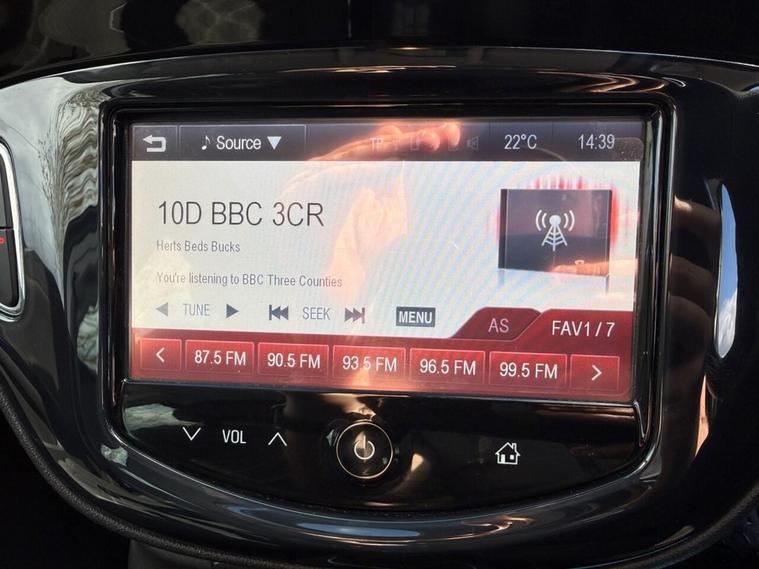 Source TP 22°C 14:39
10D BBC 3CR
Herts Beds Bucks
You're listening to BBC Three Counties
TUNE SEEK MENU
AS FAV1/7
87.5 FM 90.5 FM 93.5 FM 96.5 FM 99.5 FM
VOL